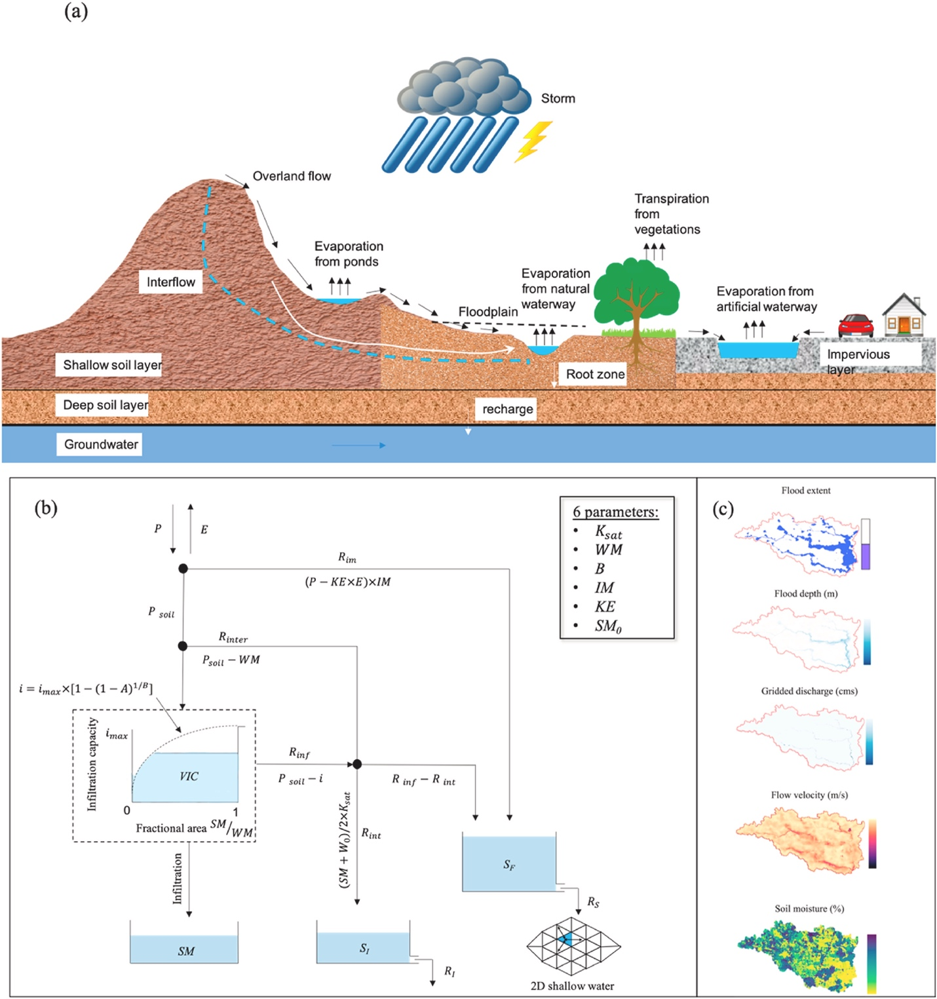 (a)
Storm
Overland flow
Transpiration
from
vegetations
Evaporation
from ponds
Evaporation
from natural
waterway
Interflow
Floodplain
Evaporation from
artificial waterway
Impervious
layer
Shallow soil layer
Root zone
Deep soil layer
recharge
Groundwater
(b)
P
E
6 parameters:
• K_sat
• WM
• B
• IM
• KE
• SM_0
R_im
(P − KE×E)×IM
P_soil
R_inter
P_soil − WM
i = i_max×[1 − (1 − A)^{1/B}]
Infiltration capacity
i_max
VIC
0
1
Fractional area SM/WM
R_inf
P_soil − i
R_inf − R_int
(SM + W_0)/2×K_sat
R_int
Infiltration
SM
S_I
R_I
S_F
R_S
2D shallow water
(c)
Flood extent
Flood depth (m)
Gridded discharge (cms)
Flow velocity (m/s)
Soil moisture (%)